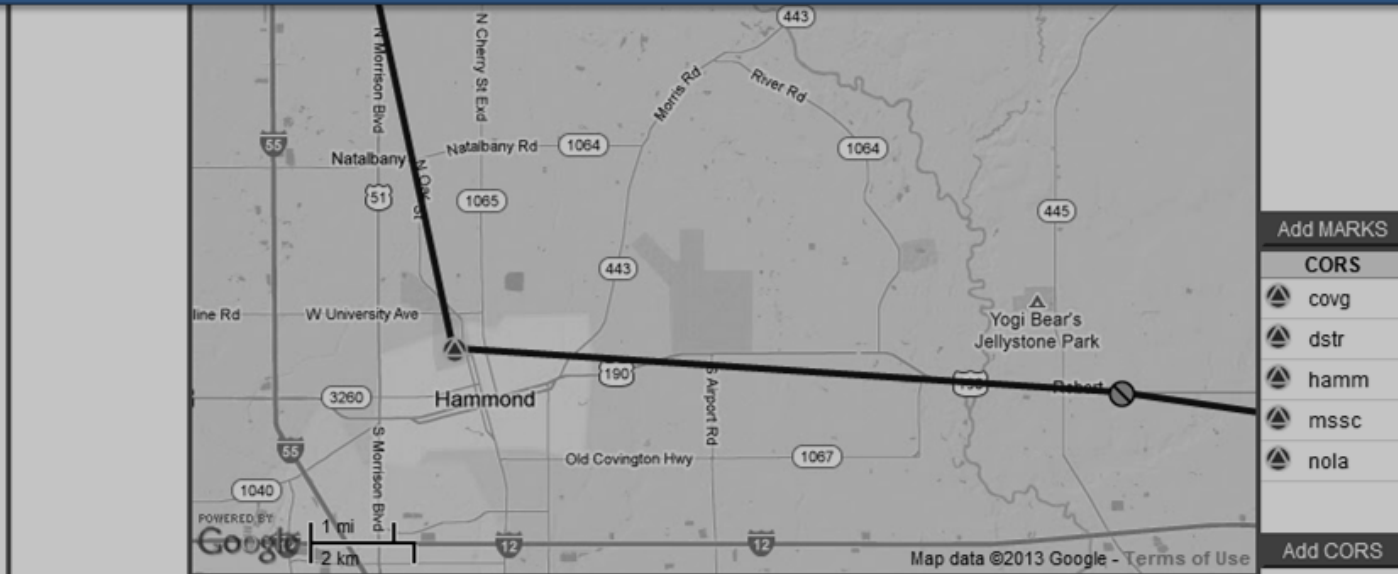 443
N Morrison Blvd
N Cherry St Exd
Morris Rd
River Rd
55
Natalbany
Natalbany Rd
1064
1064
N Oak St
51
1065
445
Add MARKS
CORS
443
covg
line Rd
W University Ave
Yogi Bear's
Jellystone Park
dstr
190
S Airport Rd
190
Robert
hamm
3260
Hammond
mssc
55
S Morrison Blvd
Old Covington Hwy
1067
nola
1040
POWERED BY
Google
1 mi
2 km
12
12
Map data ©2013 Google - Terms of Use
Add CORS